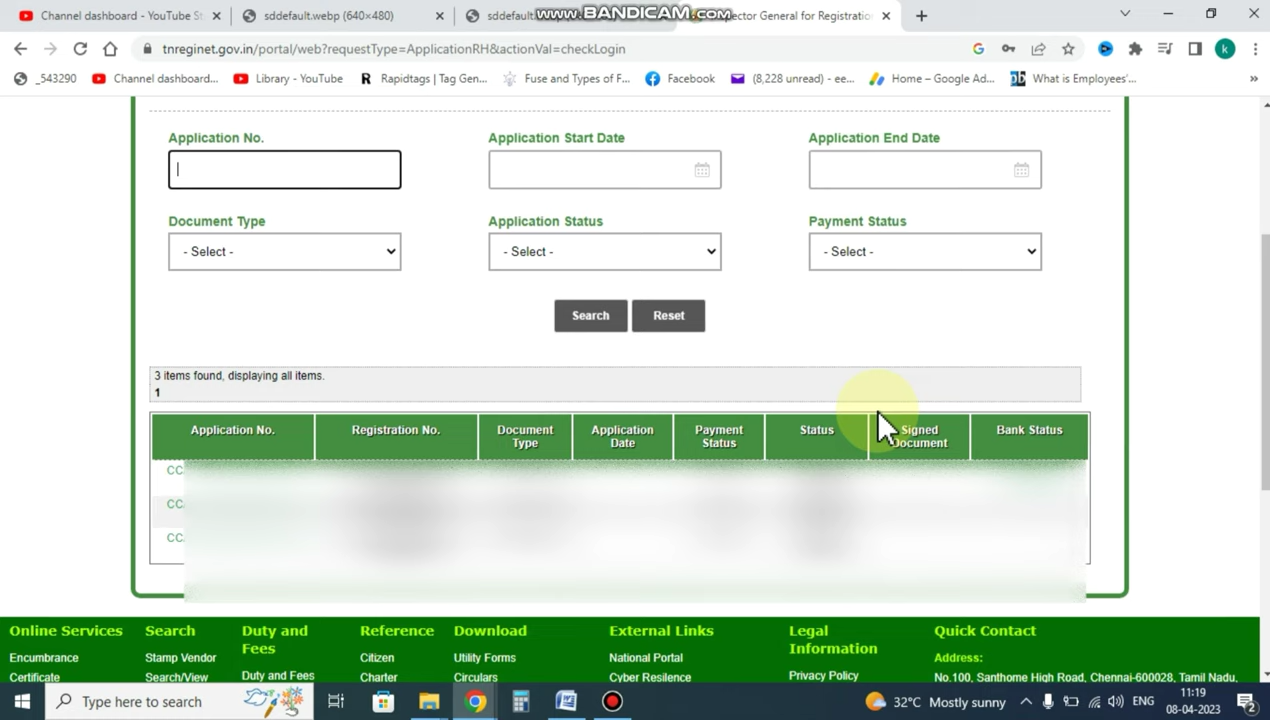 Channel dashboard - YouTube St
sddefault.webp (640×480)
sddefault.
www.BANDICAM.com
ector General for Registration
tnreginet.gov.in/portal/web?requestType=ApplicationRH&actionVal=checkLogin
k
_543290
Channel dashboard...
Library - YouTube
Rapidtags | Tag Gen...
Fuse and Types of F...
Facebook
(8,228 unread) - ee...
Home – Google Ad...
What is Employees'...
»
Application No.
Application Start Date
Application End Date
Document Type
Application Status
Payment Status
- Select -
- Select -
- Select -
Search
Reset
3 items found, displaying all items.
1
Application No.
Registration No.
Document Type
Application Date
Payment Status
Status
Signed Document
Bank Status
CC
CC
CC
Online Services
Search
Duty and Fees
Reference
Download
External Links
Legal Information
Quick Contact
Encumbrance
Stamp Vendor
Citizen
Utility Forms
National Portal
Address:
Certificate
Search/View
Duty and Fees
Charter
Circulars
Cyber Resilence
Privacy Policy
No.100, Santhome High Road, Chennai-600028, Tamil Nadu,
Type here to search
32°C Mostly sunny
ENG
11:19
08-04-2023
2